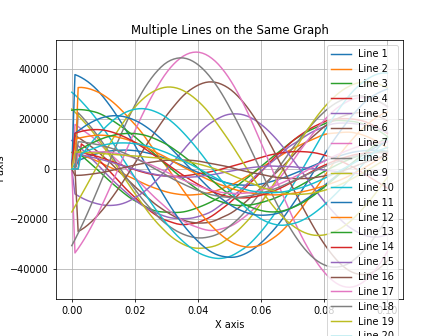 Multiple Lines on the Same Graph
40000
20000
0
−20000
−40000
0.00
0.02
0.04
0.06
0.08
X axis
Line 1
Line 2
Line 3
Line 4
Line 5
Line 6
Line 7
Line 8
Line 9
Line 10
Line 11
Line 12
Line 13
Line 14
Line 15
Line 16
Line 17
Line 18
Line 19
Line 20